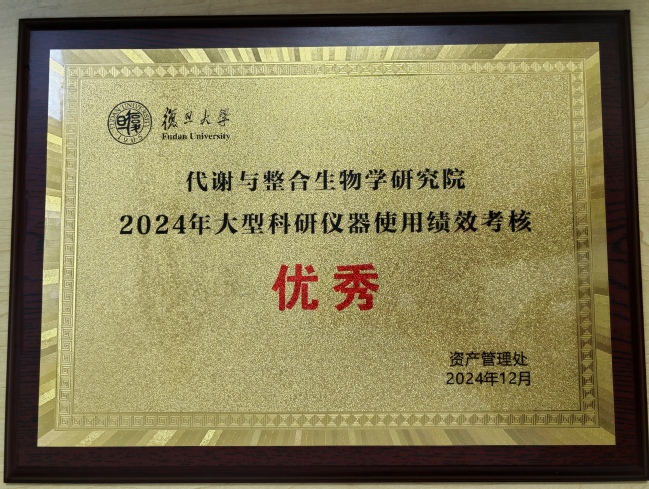 復旦大學
Fudan University
代谢与整合生物学研究院
2024年大型科研仪器使用绩效考核
优秀
资产管理处
2024年12月